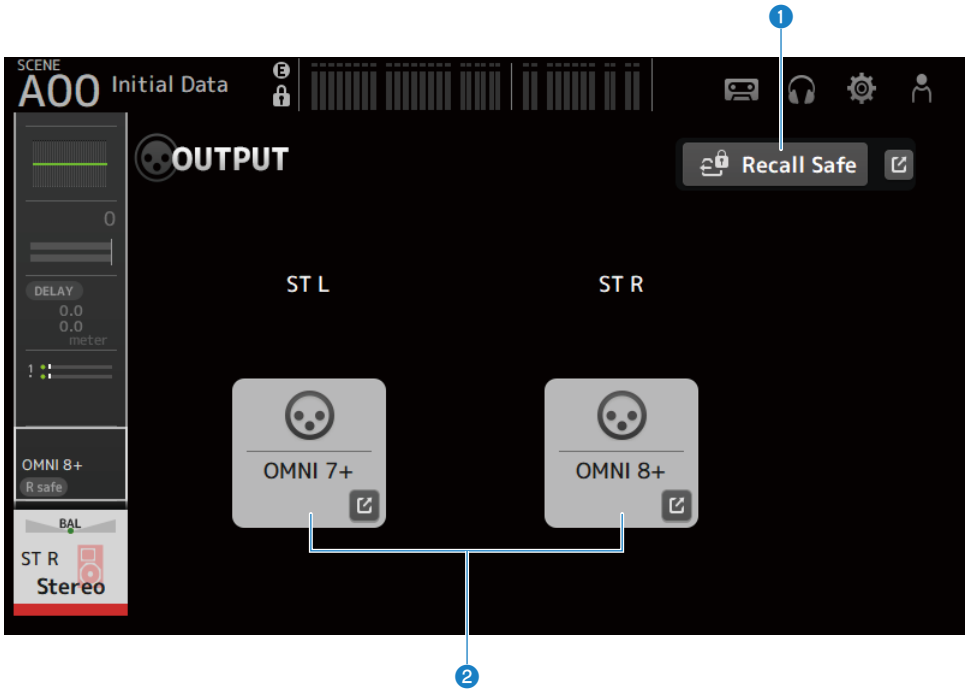 1
SCENE
A00 Initial Data
E
OUTPUT
Recall Safe
0
DELAY
0.0
0.0
meter
!
ST L
ST R
OMNI 7+
OMNI 8+
OMNI 8+
R safe
BAL
ST R
Stereo
2